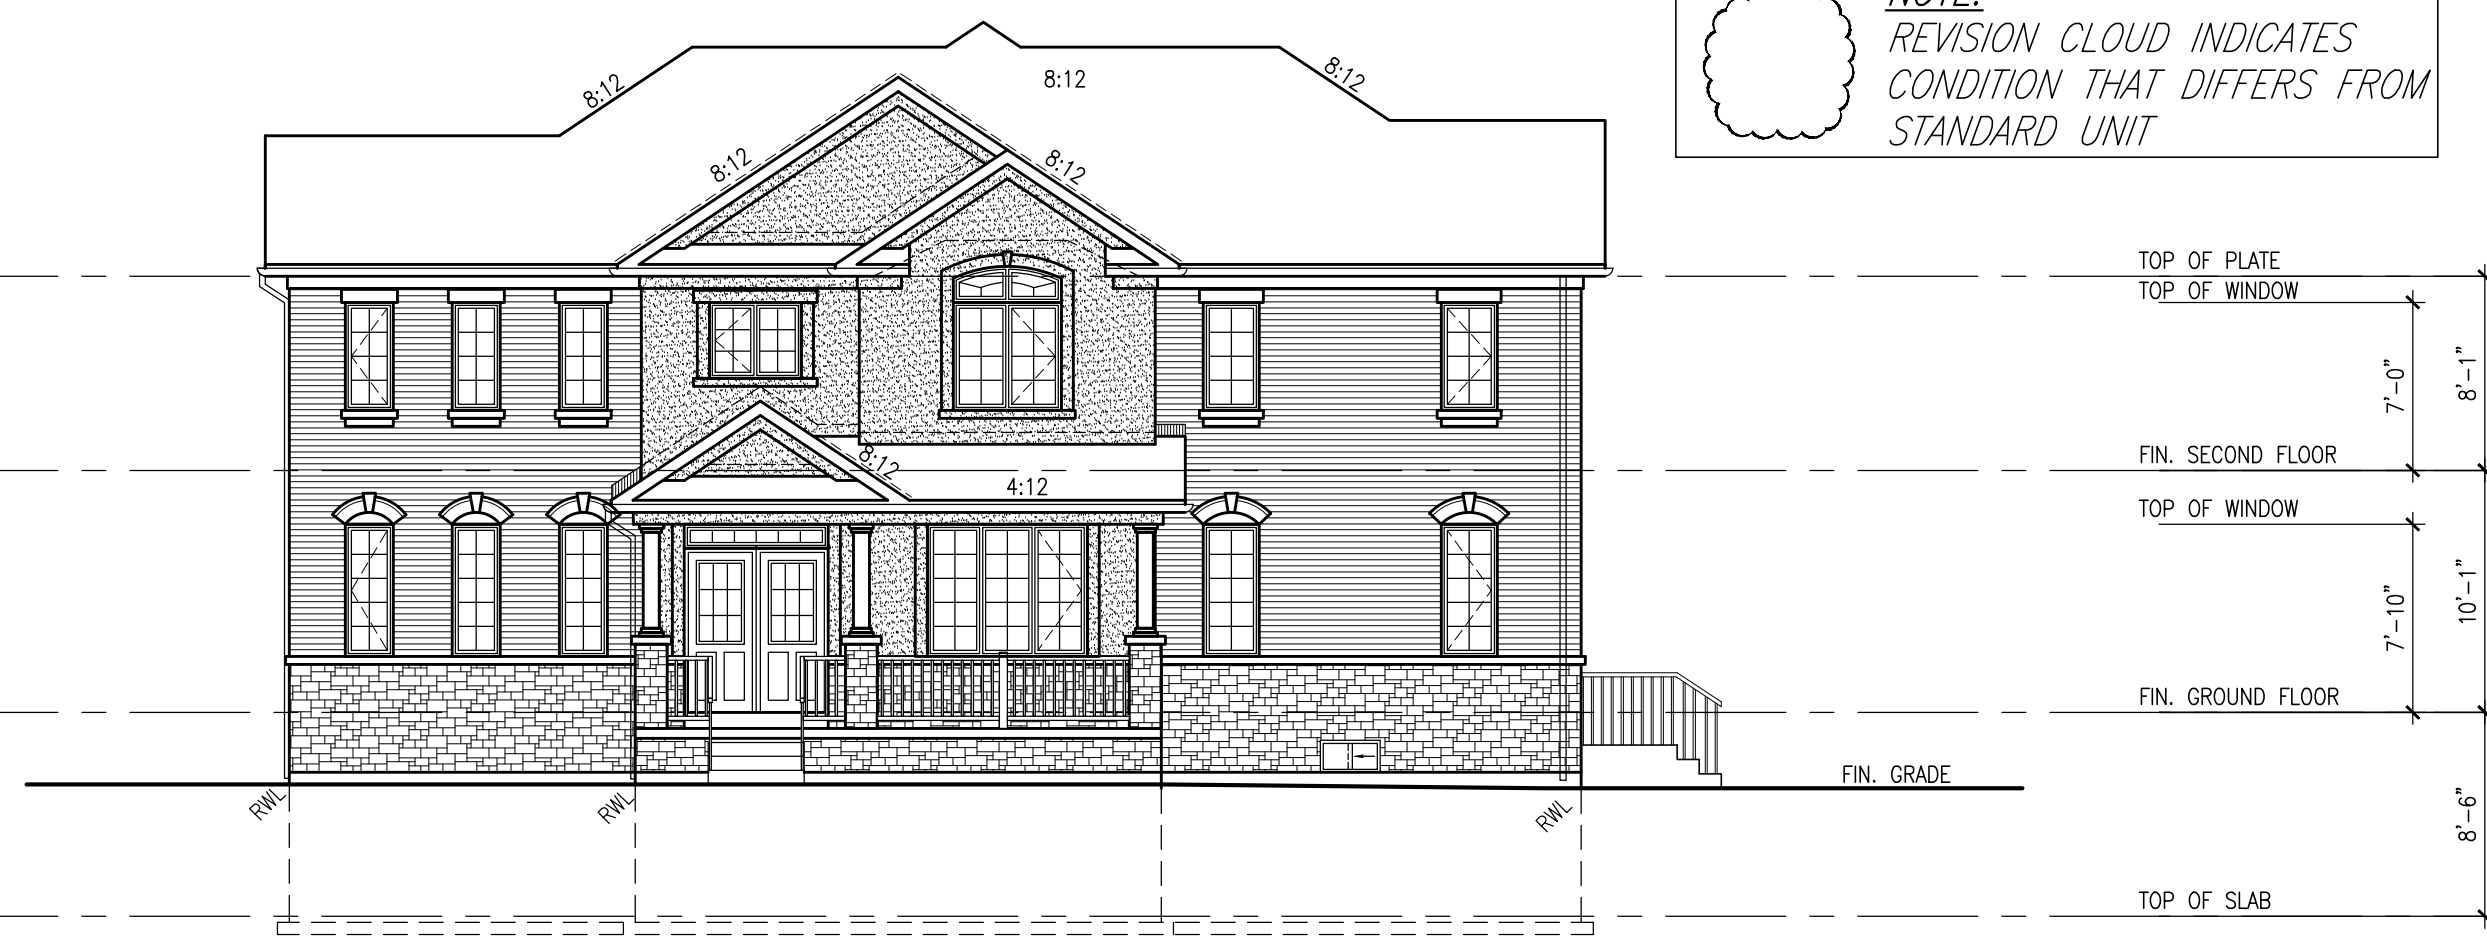 NOTE:
REVISION CLOUD INDICATES
CONDITION THAT DIFFERS FROM
STANDARD UNIT
8:12
8:12
8:12
8:12
8:12
TOP OF PLATE
TOP OF WINDOW
7'-0"
8'-1"
8:12
FIN. SECOND FLOOR
4:12
TOP OF WINDOW
7'-10"
10'-1"
FIN. GROUND FLOOR
FIN. GRADE
RWL
RWL
RWL
8'-6"
TOP OF SLAB